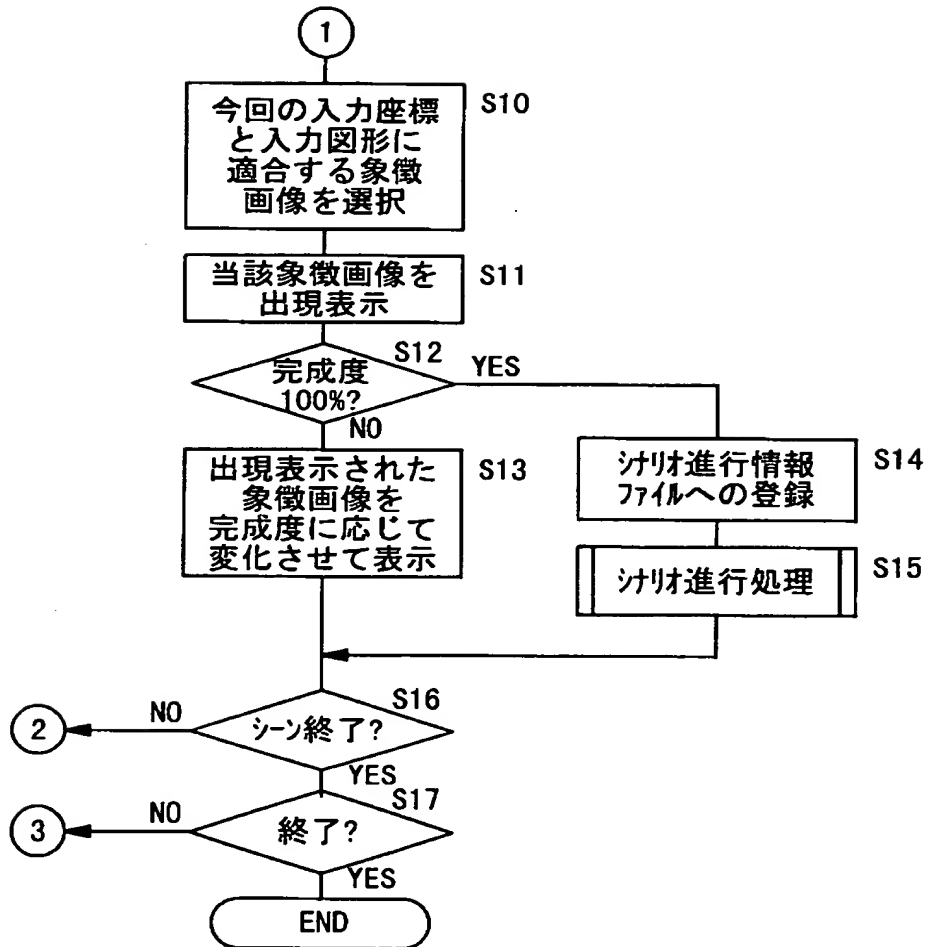 1
今回の入力座標
と入力図形に
適合する象徴
画像を選択
S10
当該象徴画像を
出現表示
S11
完成度
100%?
S12
YES
NO
出現表示された
象徴画像を
完成度に応じて
変化させて表示
S13
シナリオ進行情報
ファイルへの登録
S14
シナリオ進行処理
S15
シーン終了?
S16
NO
2
YES
終了?
S17
NO
3
YES
END